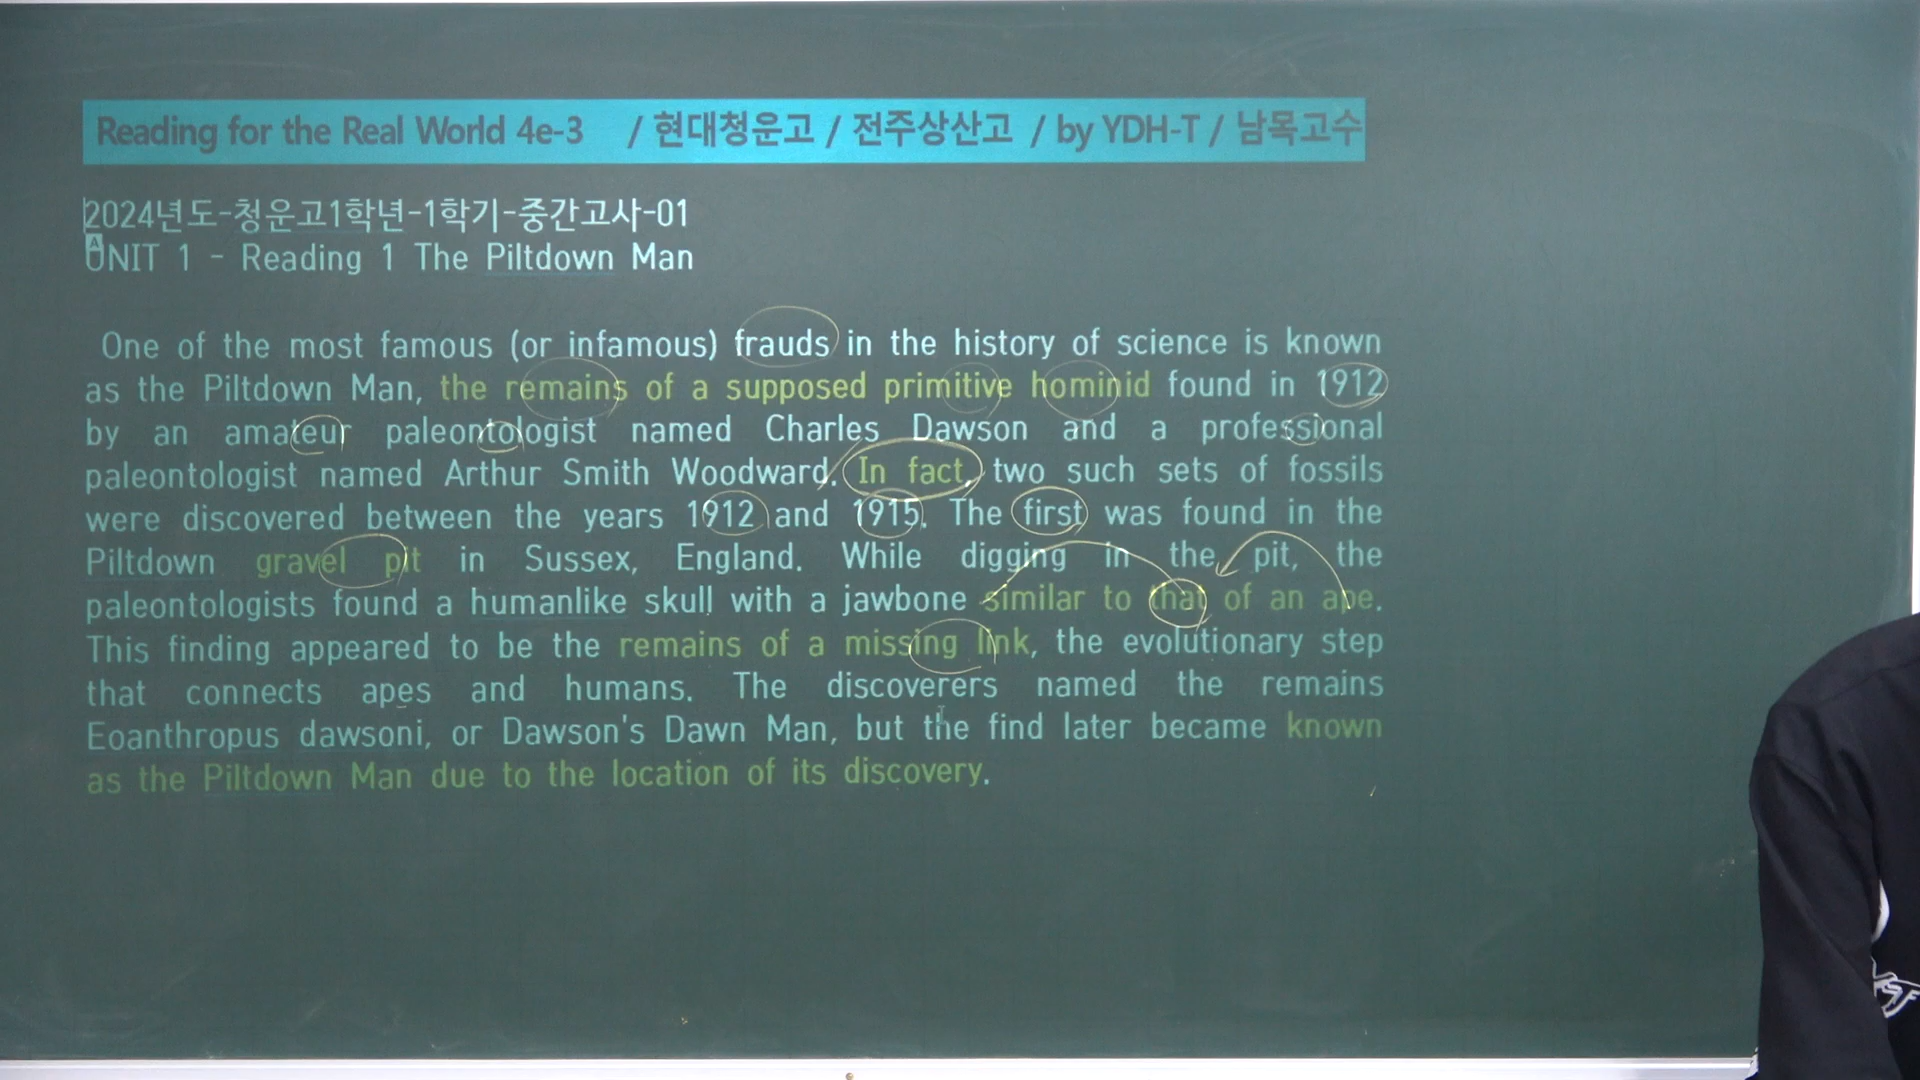 Reading for the Real World 4e-3 / 현대청운고 / 전주상산고 / by YDH-T / 남목고수
2024년도-청운고1학년-1학기-중간고사-01
UNIT 1 - Reading 1 The Piltdown Man
One of the most famous (or infamous) frauds in the history of science is known
as the Piltdown Man, the remains of a supposed primitive hominid found in 1912
by an amateur paleontologist named Charles Dawson and a professional
paleontologist named Arthur Smith Woodward. In fact, two such sets of fossils
were discovered between the years 1912 and 1915. The first was found in the
Piltdown gravel pit in Sussex, England. While digging in the pit, the
paleontologists found a humanlike skull with a jawbone similar to that of an ape.
This finding appeared to be the remains of a missing link, the evolutionary step
that connects apes and humans. The discoverers named the remains
Eoanthropus dawsoni, or Dawson's Dawn Man, but the find later became known
as the Piltdown Man due to the location of its discovery.